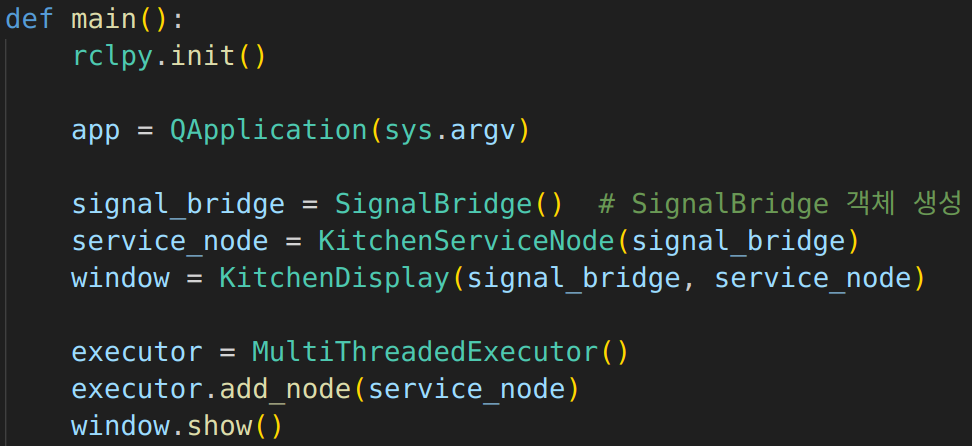 def main():
    rclpy.init()
    app = QApplication(sys.argv)
    signal_bridge = SignalBridge()  # SignalBridge 객체 생성
    service_node = KitchenServiceNode(signal_bridge)
    window = KitchenDisplay(signal_bridge, service_node)
    executor = MultiThreadedExecutor()
    executor.add_node(service_node)
    window.show()